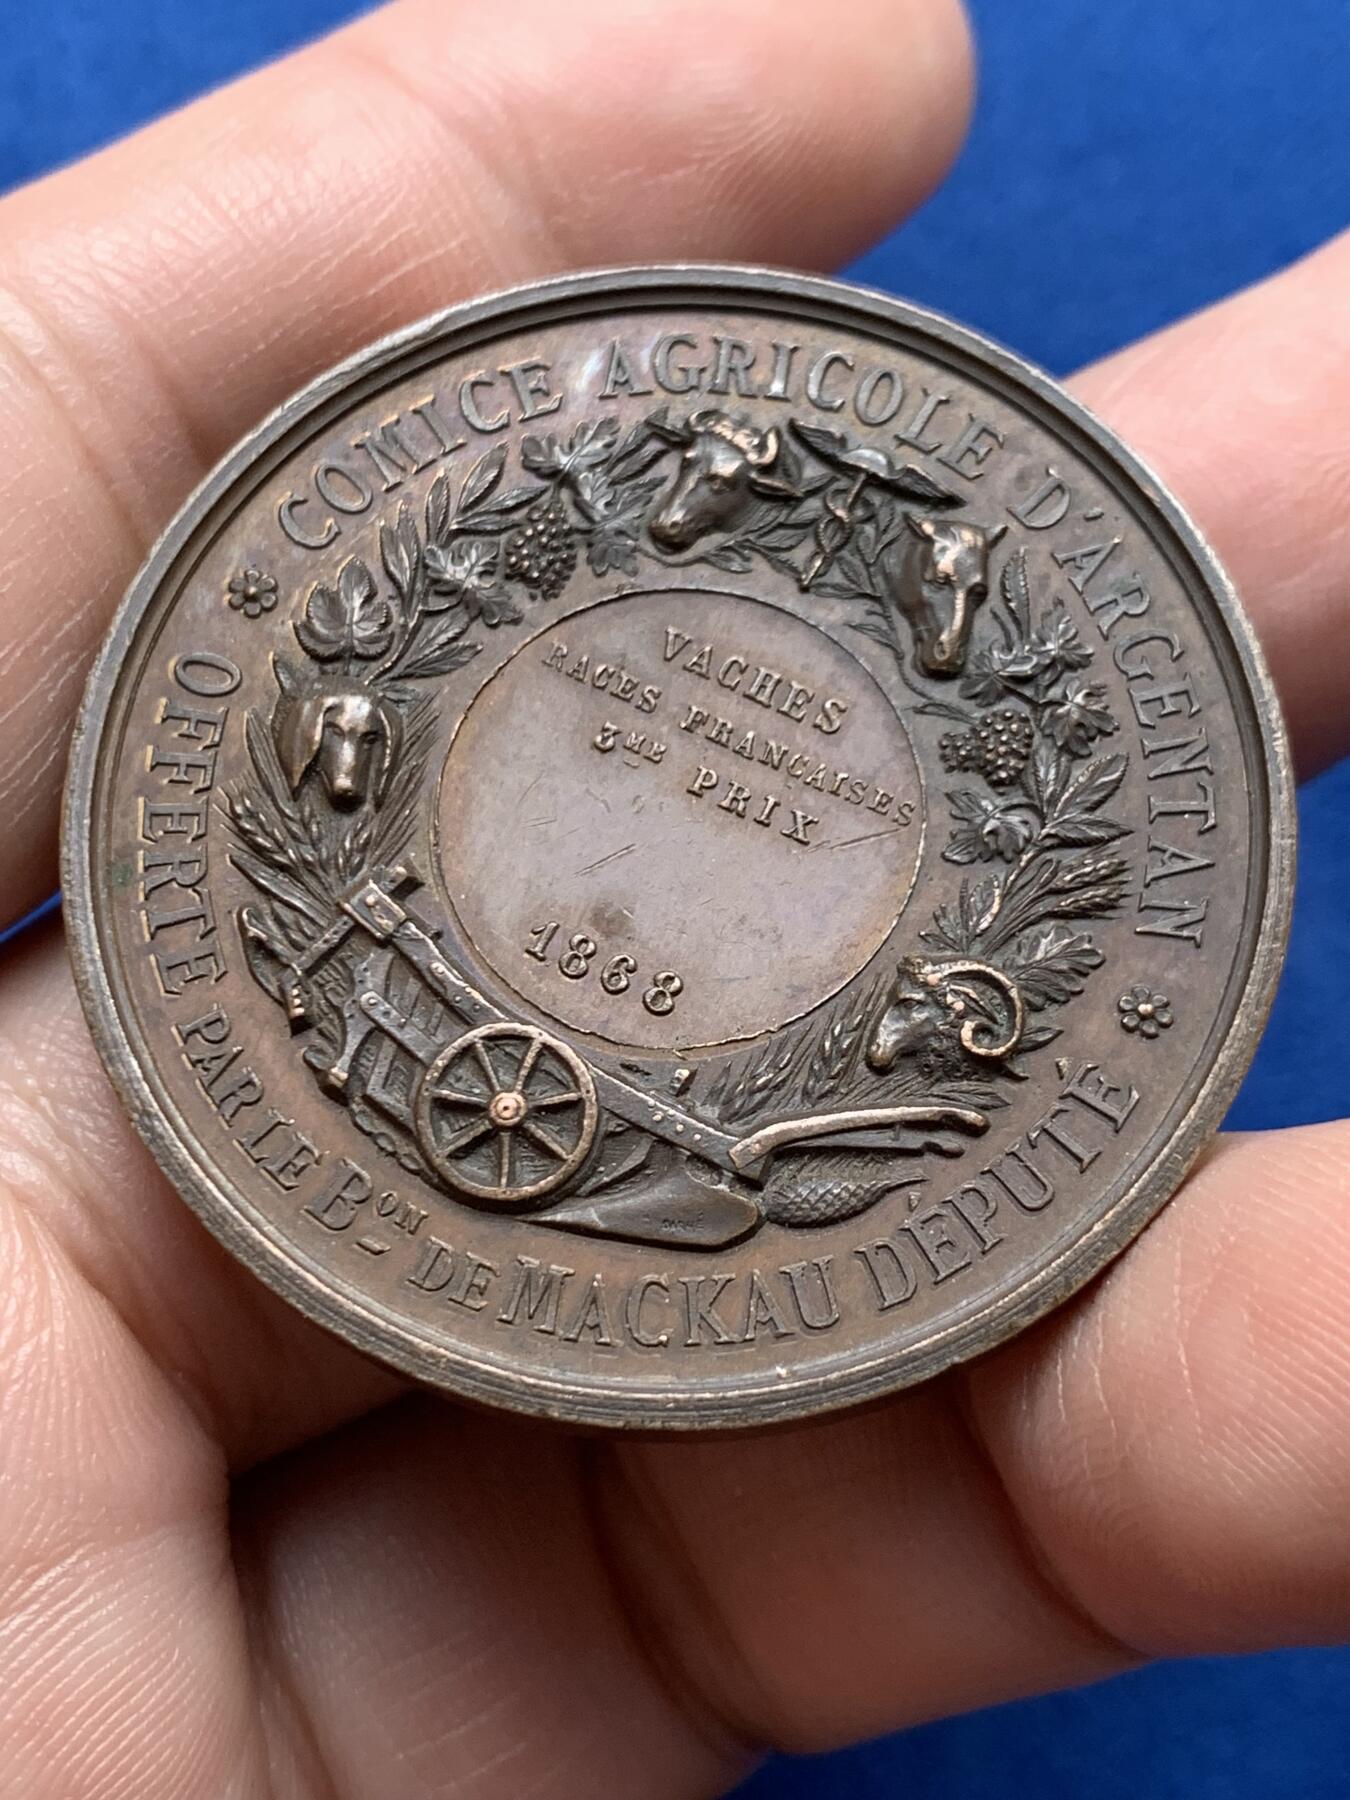 COMICE AGRICOLE D'ARGENTAN
VACHES
RACES FRANÇAISES
3ME PRIX
1868
OFFERTE PAR LE BON DE MACKAU DÉPUTÉ